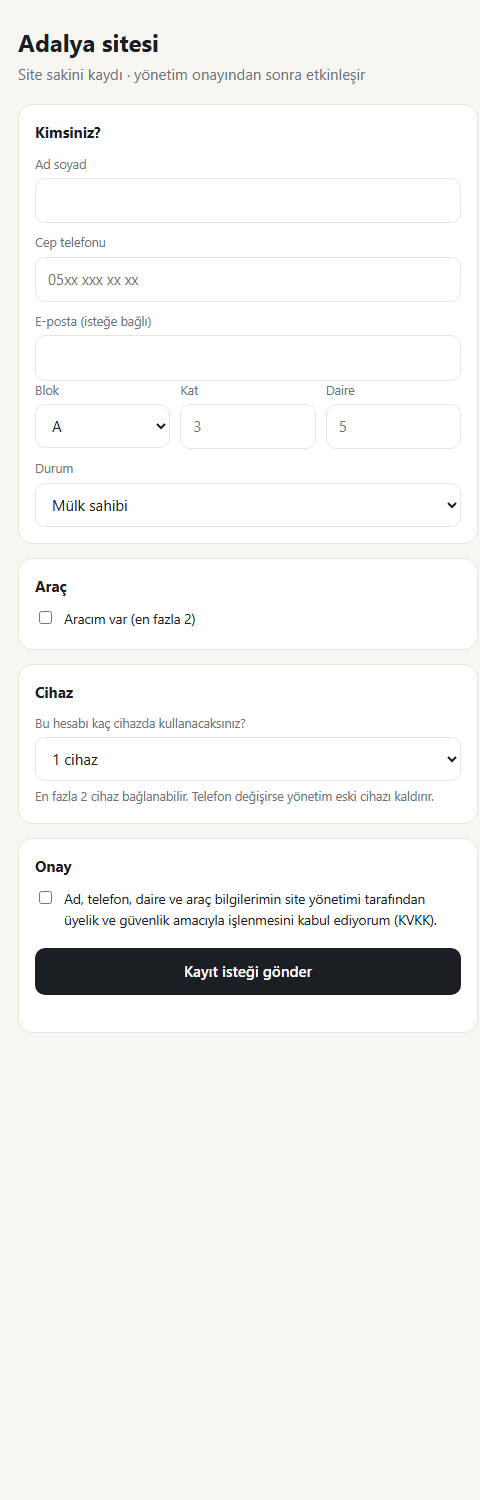 Adalya sitesi
Site sakini kaydı · yönetim onayından sonra etkinleşir
Kimsiniz?
Ad soyad
Cep telefonu
05xx xxx xx xx
E-posta (isteğe bağlı)
Blok Kat Daire
A 3 5
Durum
Mülk sahibi
Araç
Aracım var (en fazla 2)
Cihaz
Bu hesabı kaç cihazda kullanacaksınız?
1 cihaz
En fazla 2 cihaz bağlanabilir. Telefon değişirse yönetim eski cihazı kaldırır.
Onay
Ad, telefon, daire ve araç bilgilerimin site yönetimi tarafından
üyelik ve güvenlik amacıyla işlenmesini kabul ediyorum (KVKK).
Kayıt isteği gönder